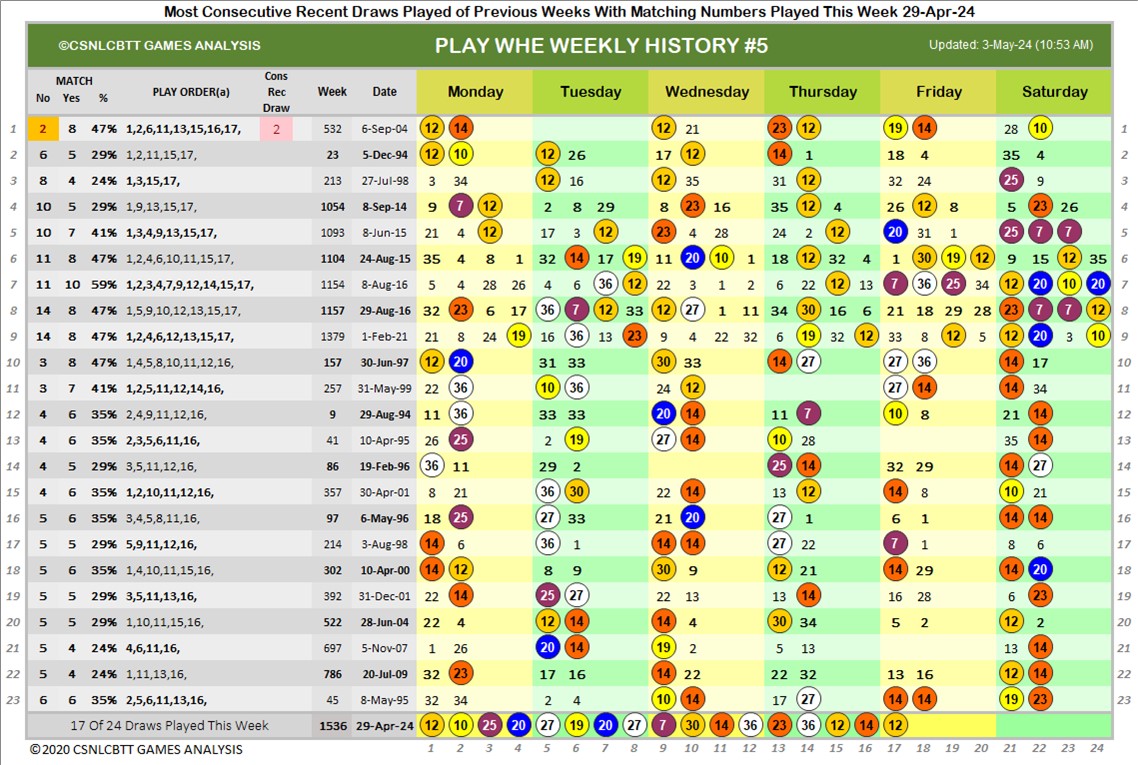 Most Consecutive Recent Draws Played of Previous Weeks With Matching Numbers Played This Week 29-Apr-24
©CSNLCBTT GAMES ANALYSIS PLAY WHE WEEKLY HISTORY #5 Updated: 3-May-24 (10:53 AM)
MATCH Cons
No Yes % PLAY ORDER(a) Rec Draw Week Date Monday Tuesday Wednesday Thursday Friday Saturday
1 2 8 47% 1,2,6,11,13,15,16,17, 2 532 6-Sep-04 12 14 12 21 23 12 19 14 28 10 1
2 6 5 29% 1,2,11,15,17, 23 5-Dec-94 12 10 12 26 17 12 14 1 18 4 35 4 2
3 8 4 24% 1,3,15,17, 213 27-Jul-98 3 34 12 16 12 35 31 12 32 24 25 9 3
4 10 5 29% 1,9,13,15,17, 1054 8-Sep-14 9 7 12 2 8 29 8 23 16 35 12 4 26 12 8 5 23 26 4
5 10 7 41% 1,3,4,9,13,15,17, 1093 8-Jun-15 21 4 12 17 3 12 23 4 28 24 2 12 20 31 1 25 7 7 5
6 11 8 47% 1,2,4,6,10,11,15,17, 1104 24-Aug-15 35 4 8 1 32 14 17 19 11 20 10 1 18 12 32 4 1 30 19 12 9 15 12 35 6
7 11 10 59% 1,2,3,4,7,9,12,14,15,17, 1154 8-Aug-16 5 4 28 26 4 6 36 12 22 3 1 2 6 22 12 13 7 36 25 34 12 20 10 20 7
8 14 8 47% 1,5,9,10,12,13,15,17, 1157 29-Aug-16 32 23 6 17 36 7 12 33 12 27 1 11 34 30 16 6 21 18 29 28 23 7 7 12 8
9 14 8 47% 1,2,4,6,12,13,15,17, 1371 1-Feb-21 21 8 24 19 16 36 13 23 9 4 22 32 6 19 32 12 33 8 12 5 12 20 3 10 9
10 3 8 47% 1,4,5,8,10,11,12,16, 157 30-Jun-97 12 20 31 33 30 33 14 27 27 36 14 17 10
11 3 7 41% 1,2,5,11,12,14,16, 257 31-May-99 22 36 10 36 24 12 27 14 14 34 11
12 4 6 35% 2,4,9,11,12,16, 9 29-Aug-94 11 36 33 33 20 14 11 7 10 8 21 14 12
13 4 6 35% 2,3,5,6,11,16, 41 10-Apr-95 26 25 2 19 27 14 10 28 35 14 13
14 4 5 29% 3,5,11,12,16, 86 19-Feb-96 36 11 29 2 25 14 32 29 14 27 14
15 4 6 35% 1,2,10,11,12,16, 357 30-Apr-01 8 21 36 30 22 14 13 12 14 8 10 21 15
16 5 6 35% 3,4,5,8,11,16, 97 6-May-96 18 25 27 33 21 20 27 1 6 1 14 14 16
17 5 5 29% 5,9,11,12,16, 214 3-Aug-98 14 6 36 1 14 14 27 22 7 1 8 6 17
18 5 6 35% 1,4,10,11,15,16, 302 10-Apr-00 14 12 8 9 30 9 12 21 14 29 14 20 18
19 5 5 29% 3,5,11,13,16, 392 31-Dec-01 22 14 25 27 22 13 13 14 16 28 6 23 19
20 5 5 29% 1,10,11,15,16, 522 28-Jun-04 22 4 12 14 14 4 30 34 5 2 12 2 20
21 5 4 24% 4,6,11,16, 697 5-Nov-07 1 26 20 14 19 2 5 13 13 14 21
22 5 4 24% 1,11,13,16, 786 20-Jul-09 32 23 17 16 14 22 22 32 13 16 12 14 22
23 6 6 35% 2,5,6,11,13,16, 45 8-May-95 32 34 2 4 10 14 17 27 14 14 19 23 23
17 Of 24 Draws Played This Week 1536 29-Apr-24 12 10 25 20 27 19 20 27 7 30 14 36 23 36 12 14 12
© 2020 CSNLCBTT GAMES ANALYSIS 1 2 3 4 5 6 7 8 9 10 11 12 13 14 15 16 17 18 19 20 21 22 23 24